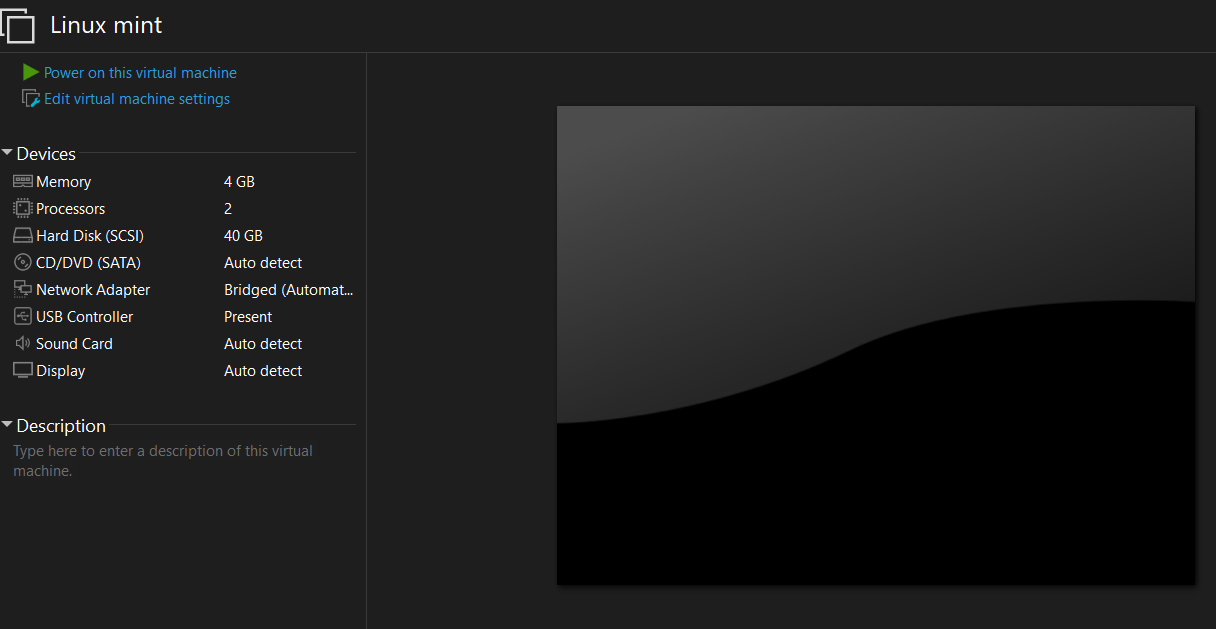 Linux mint
Power on this virtual machine
Edit virtual machine settings
Devices
Memory 4 GB
Processors 2
Hard Disk (SCSI) 40 GB
CD/DVD (SATA) Auto detect
Network Adapter Bridged (Automat...
USB Controller Present
Sound Card Auto detect
Display Auto detect
Description
Type here to enter a description of this virtual
machine.